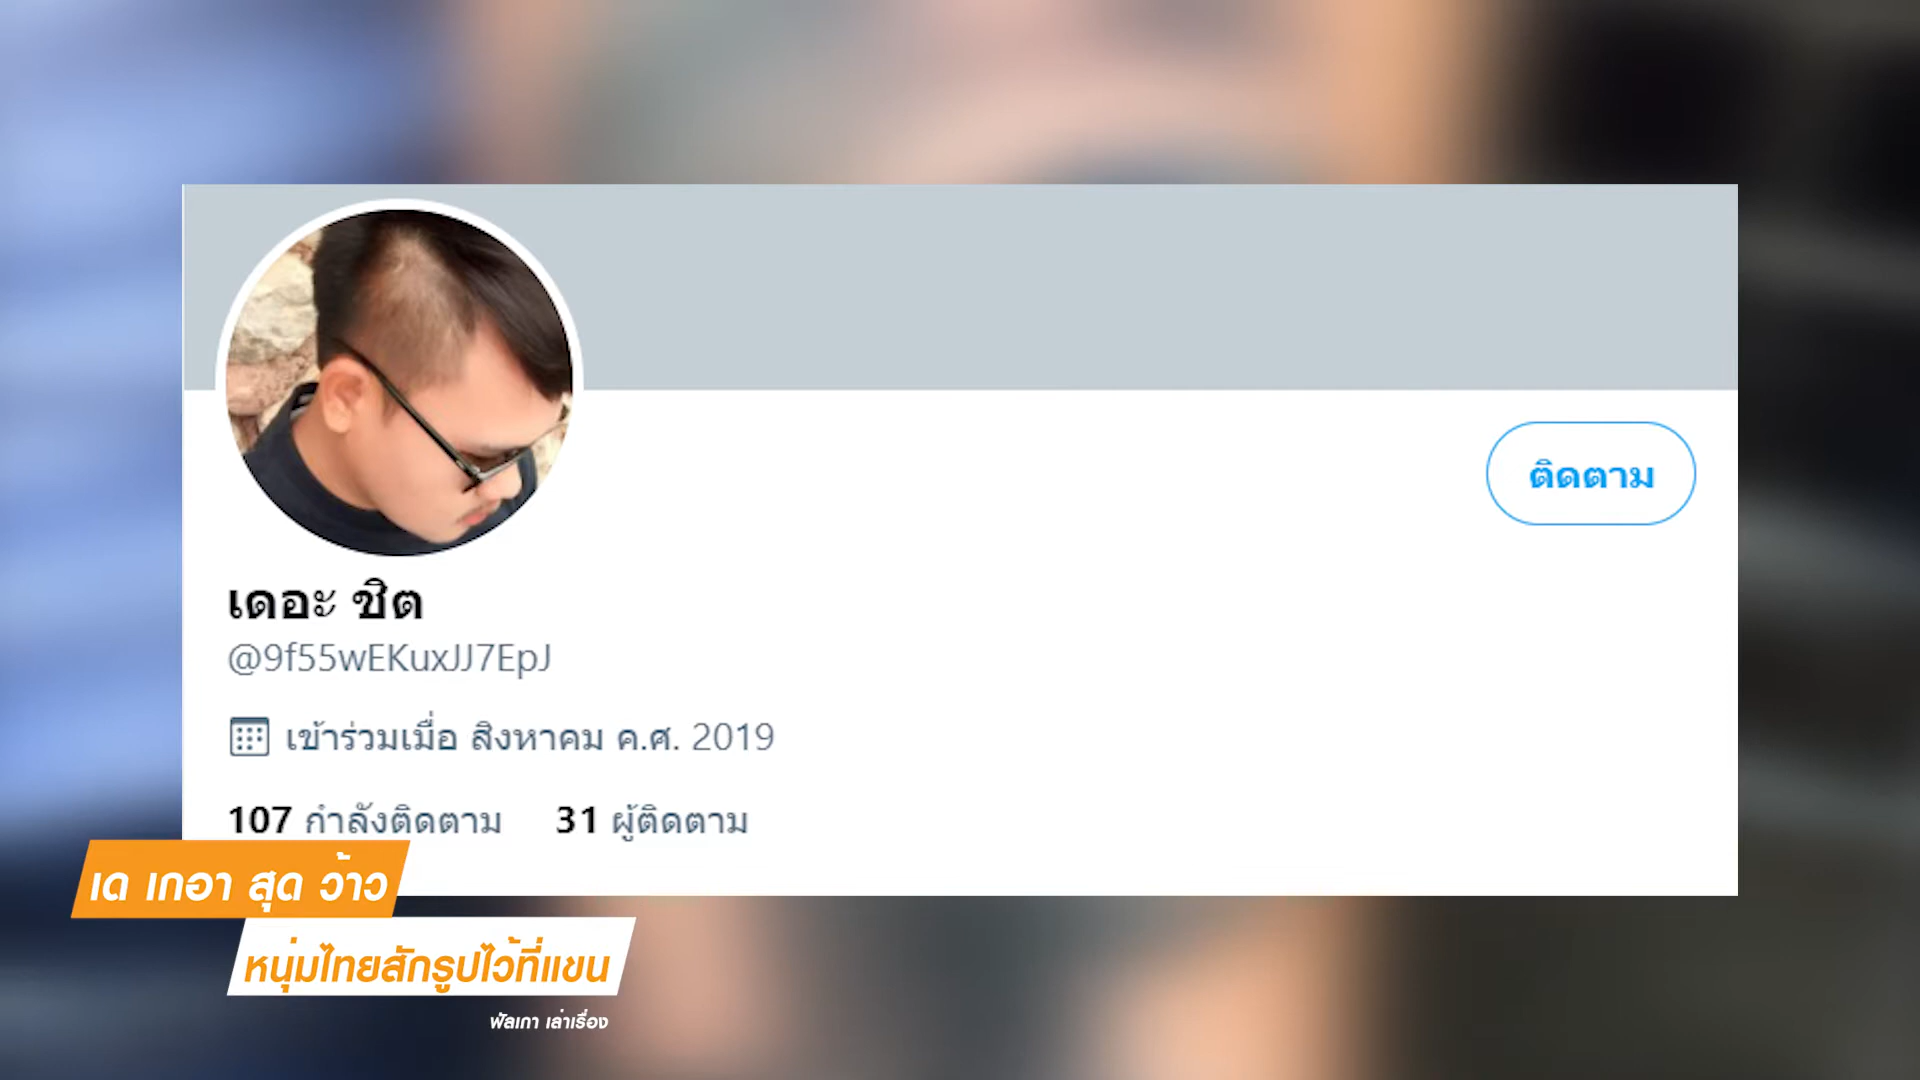 ติดตาม
เดอะ ชิต
@9f55wEKuxJJ7EpJ
เข้าร่วมเมื่อ สิงหาคม ค.ศ. 2019
107 กำลังติดตาม 31 ผู้ติดตาม
เด เกอา สุด ว้าว
หนุ่มไทยสักรูปไว้ที่แขน
ฟัลเกา เล่าเรื่อง